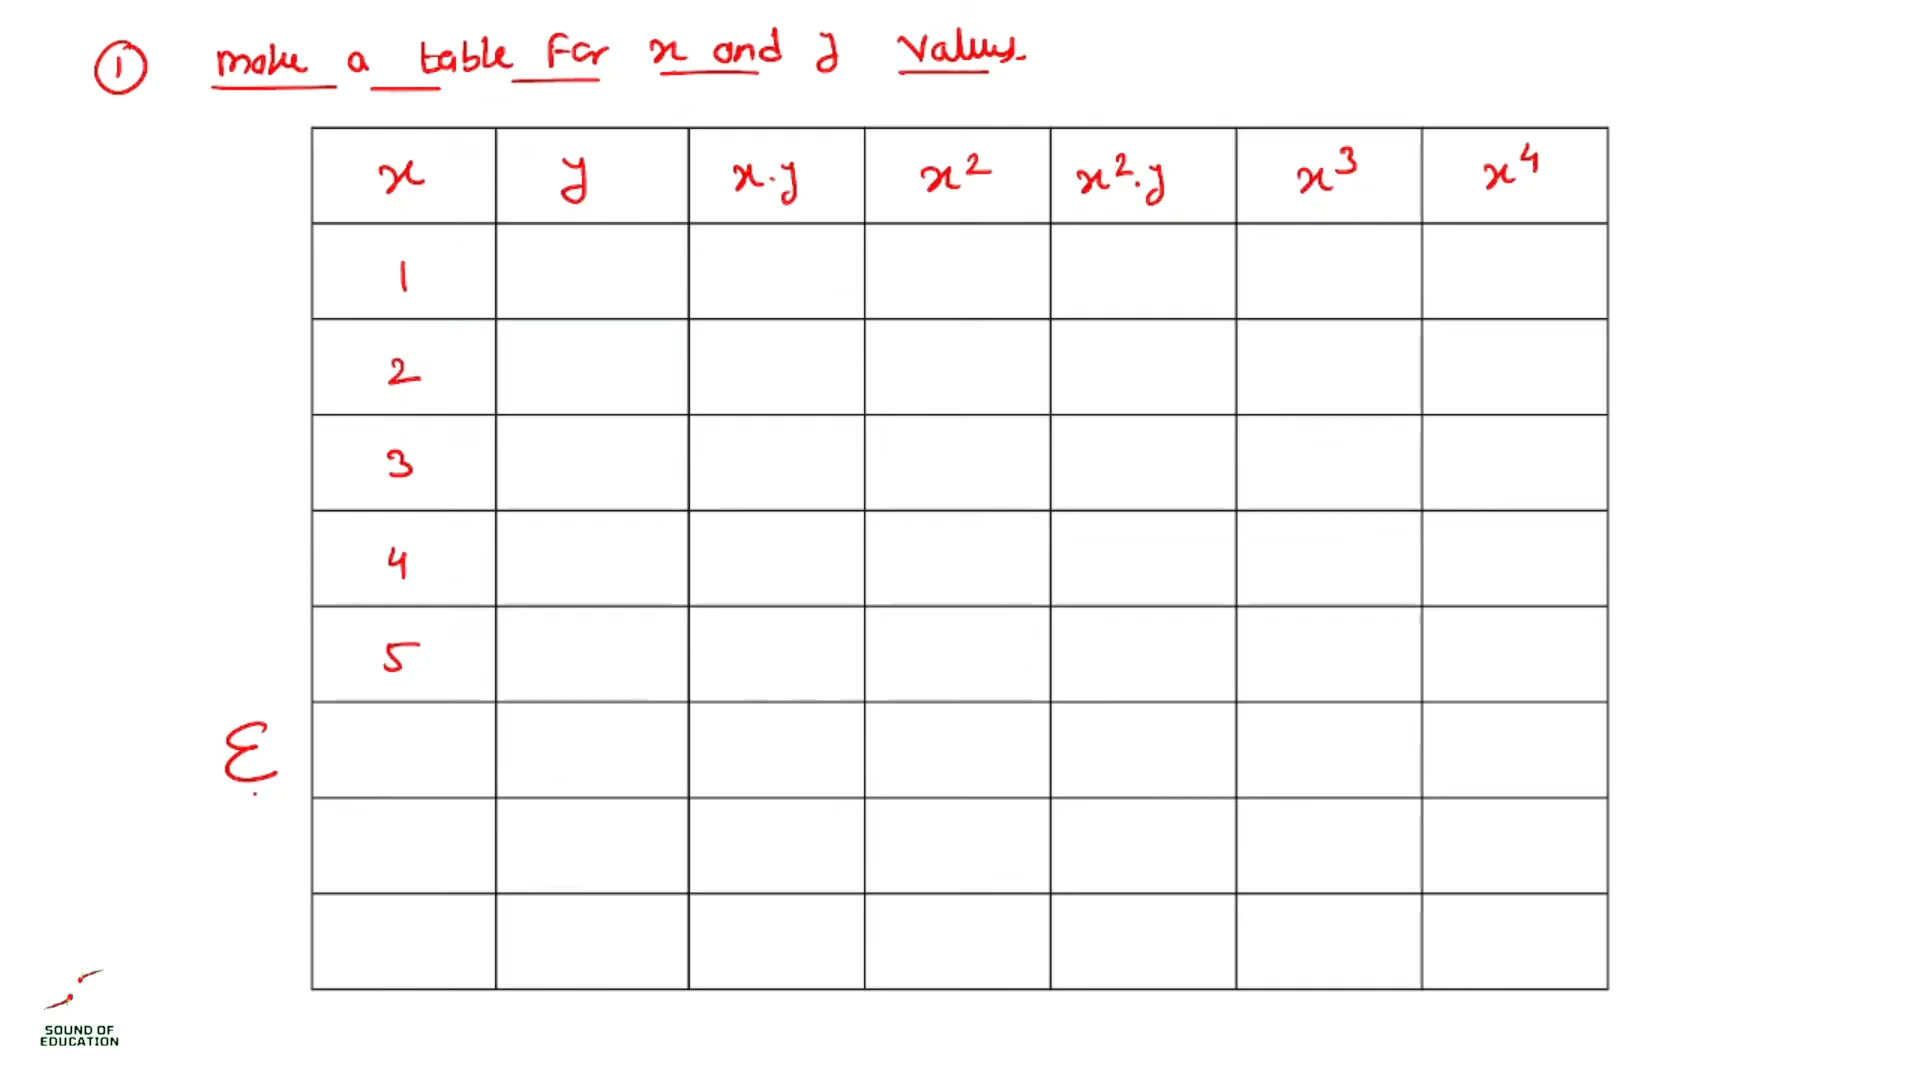 ① make a table for x and y values.
x y x·y x² x²·y x³ x⁴
1
2
3
4
5
Σ
SOUND OF
EDUCATION